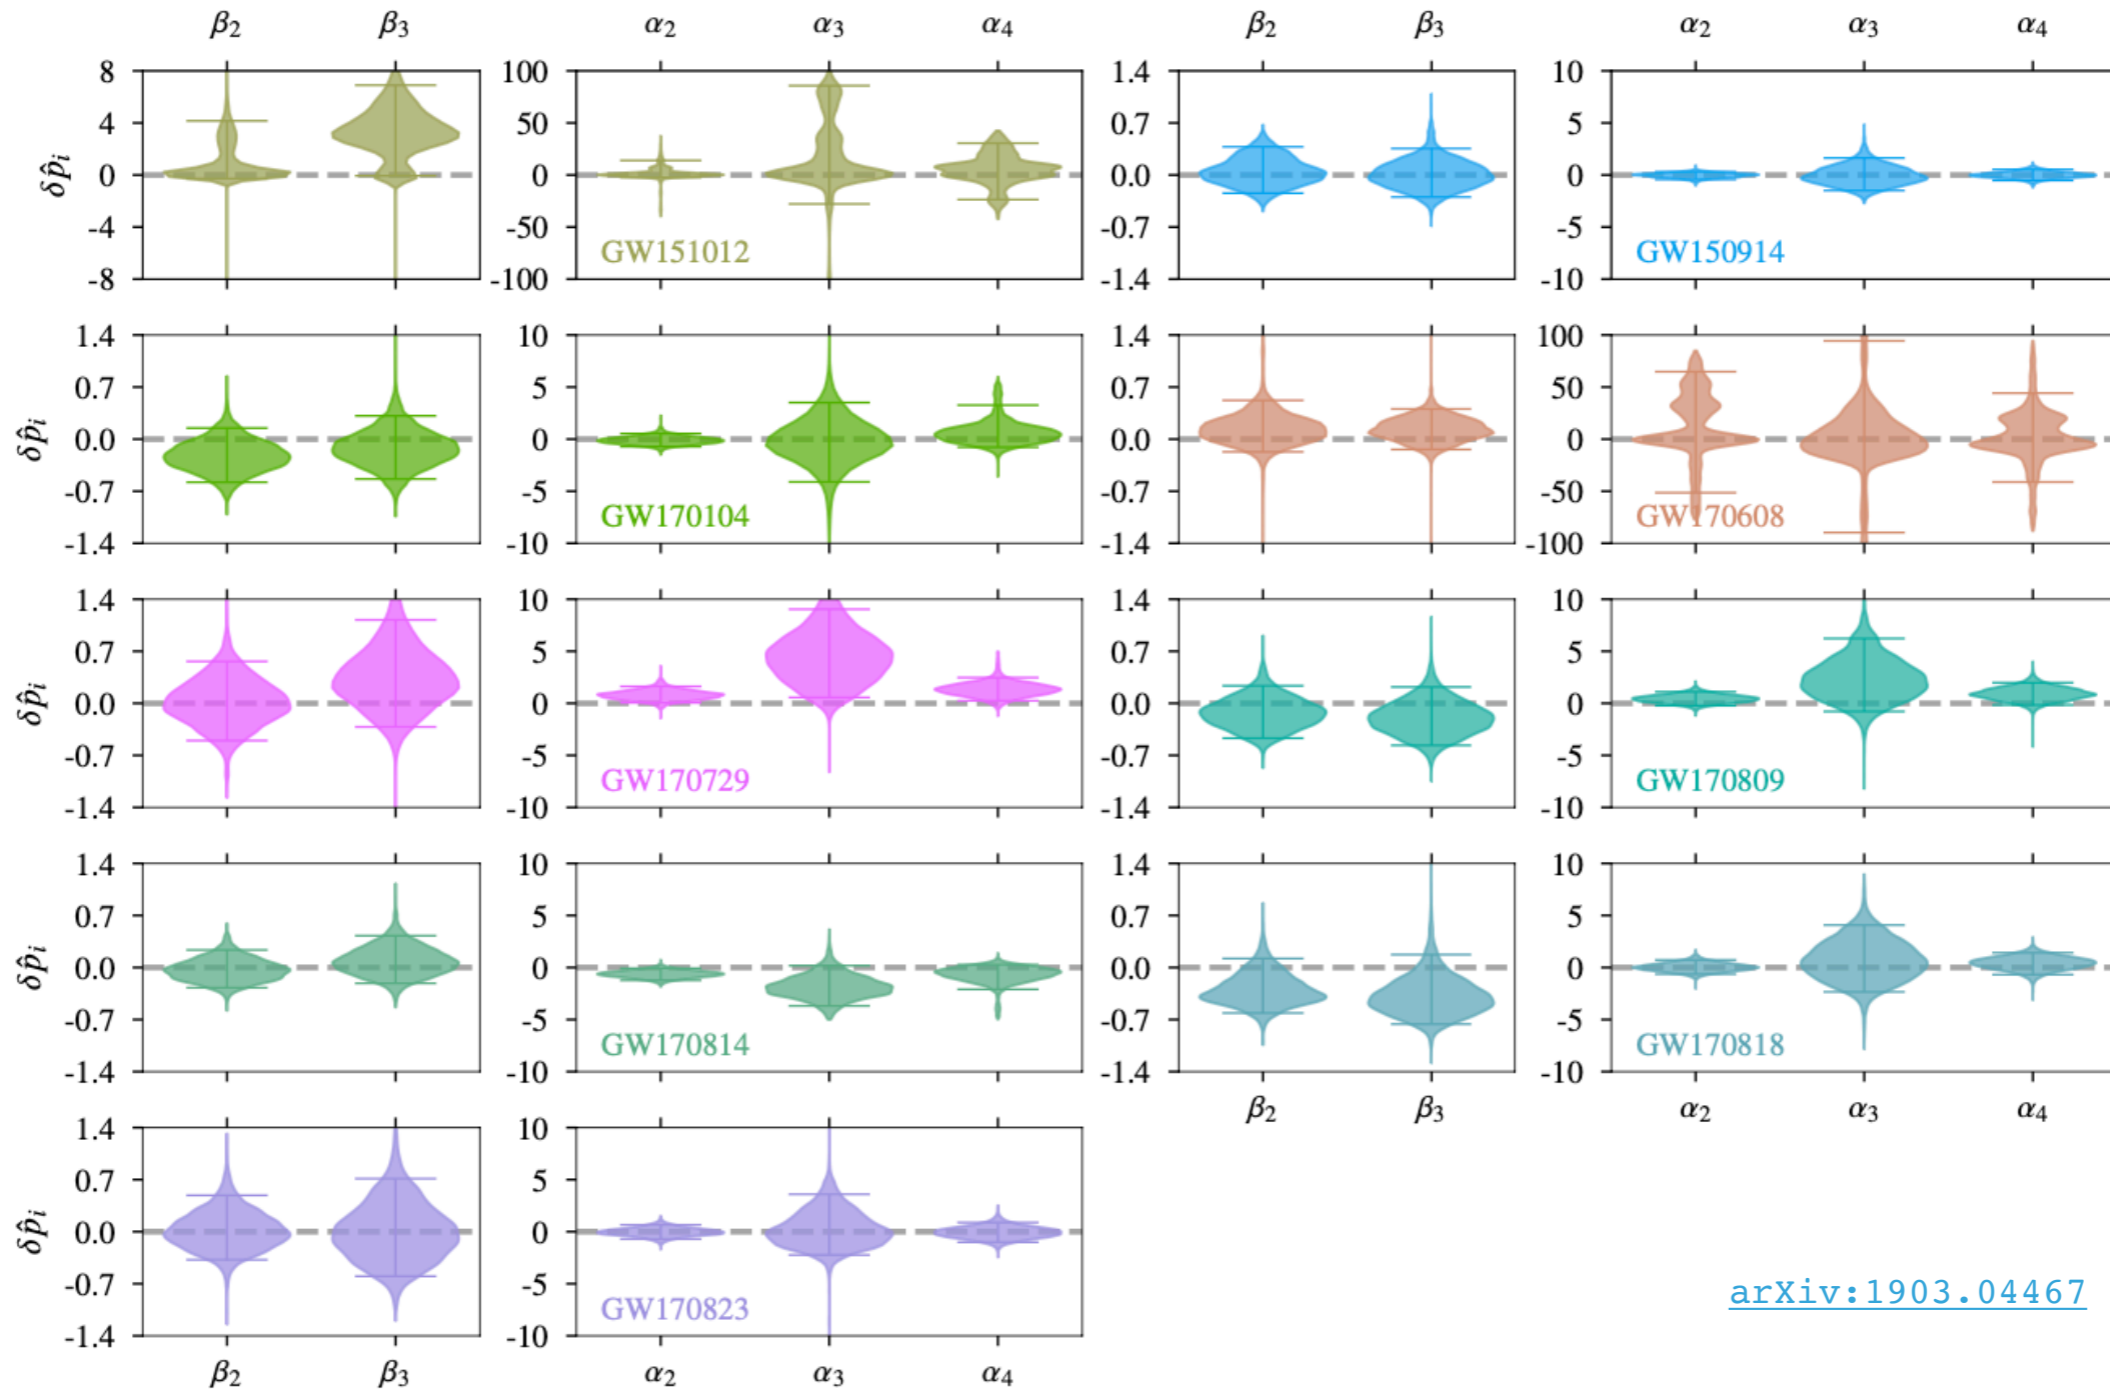 β2 β3 α2 α3 α4 β2 β3 α2 α3 α4
δp̂i 8 4 0 -4 -8 100 50 0 -50 -100 GW151012 1.4 0.7 0.0 -0.7 -1.4 10 5 0 -5 -10 GW150914
δp̂i 1.4 0.7 0.0 -0.7 -1.4 10 5 0 -5 -10 GW170104 1.4 0.7 0.0 -0.7 -1.4 100 50 0 -50 -100 GW170608
δp̂i 1.4 0.7 0.0 -0.7 -1.4 10 5 0 -5 -10 GW170729 1.4 0.7 0.0 -0.7 -1.4 10 5 0 -5 -10 GW170809
δp̂i 1.4 0.7 0.0 -0.7 -1.4 10 5 0 -5 -10 GW170814 1.4 0.7 0.0 -0.7 -1.4 10 5 0 -5 -10 GW170818
β2 β3 α2 α3 α4
δp̂i 1.4 0.7 0.0 -0.7 -1.4 10 5 0 -5 -10 GW170823
arXiv:1903.04467
β2 β3 α2 α3 α4